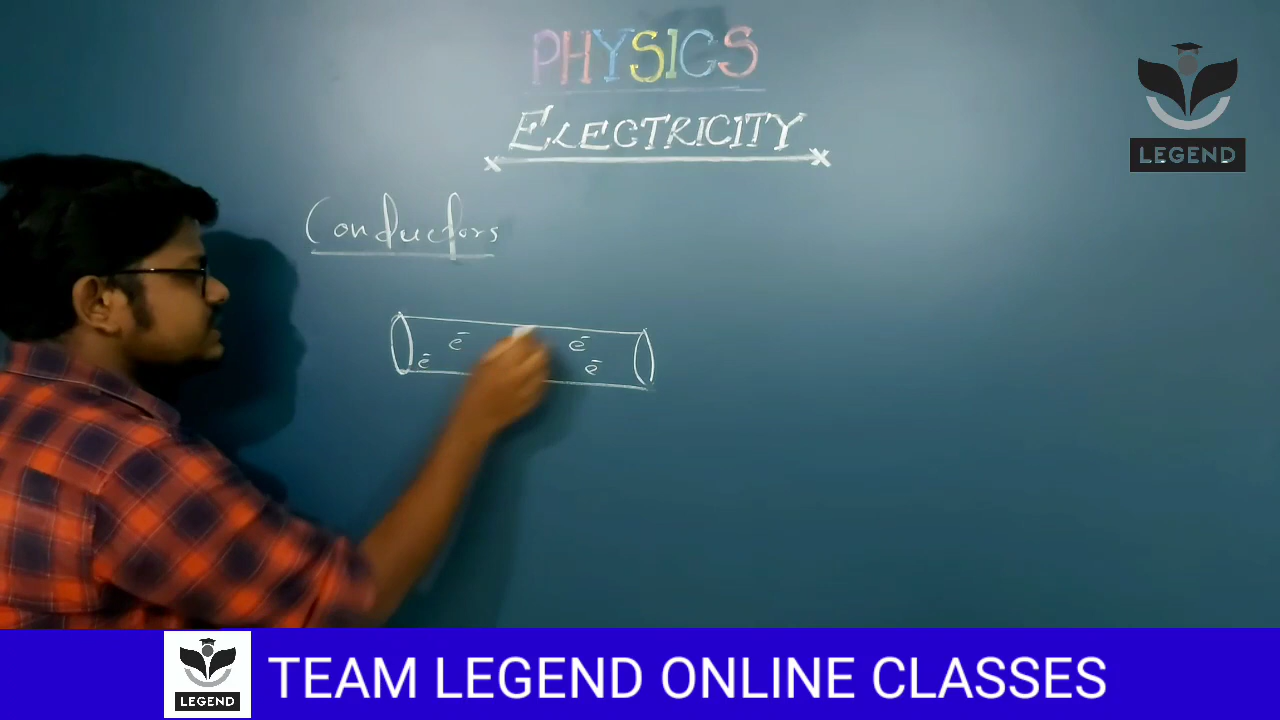 PHYSICS
ELECTRICITY
LEGEND
Conductors
e⁻ e⁻
e⁻ e⁻
LEGEND
TEAM LEGEND ONLINE CLASSES